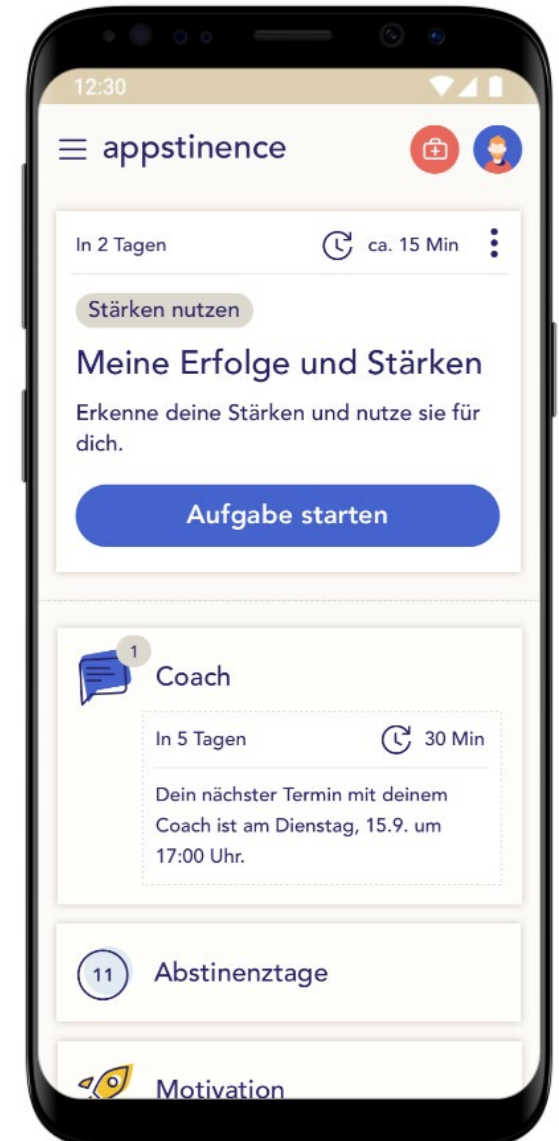 12:30
appstinence
In 2 Tagen
ca. 15 Min
Stärken nutzen
Meine Erfolge und Stärken
Erkenne deine Stärken und nutze sie für
dich.
Aufgabe starten
1
Coach
In 5 Tagen
30 Min
Dein nächster Termin mit deinem
Coach ist am Dienstag, 15.9. um
17:00 Uhr.
11
Abstinenztage
Motivation